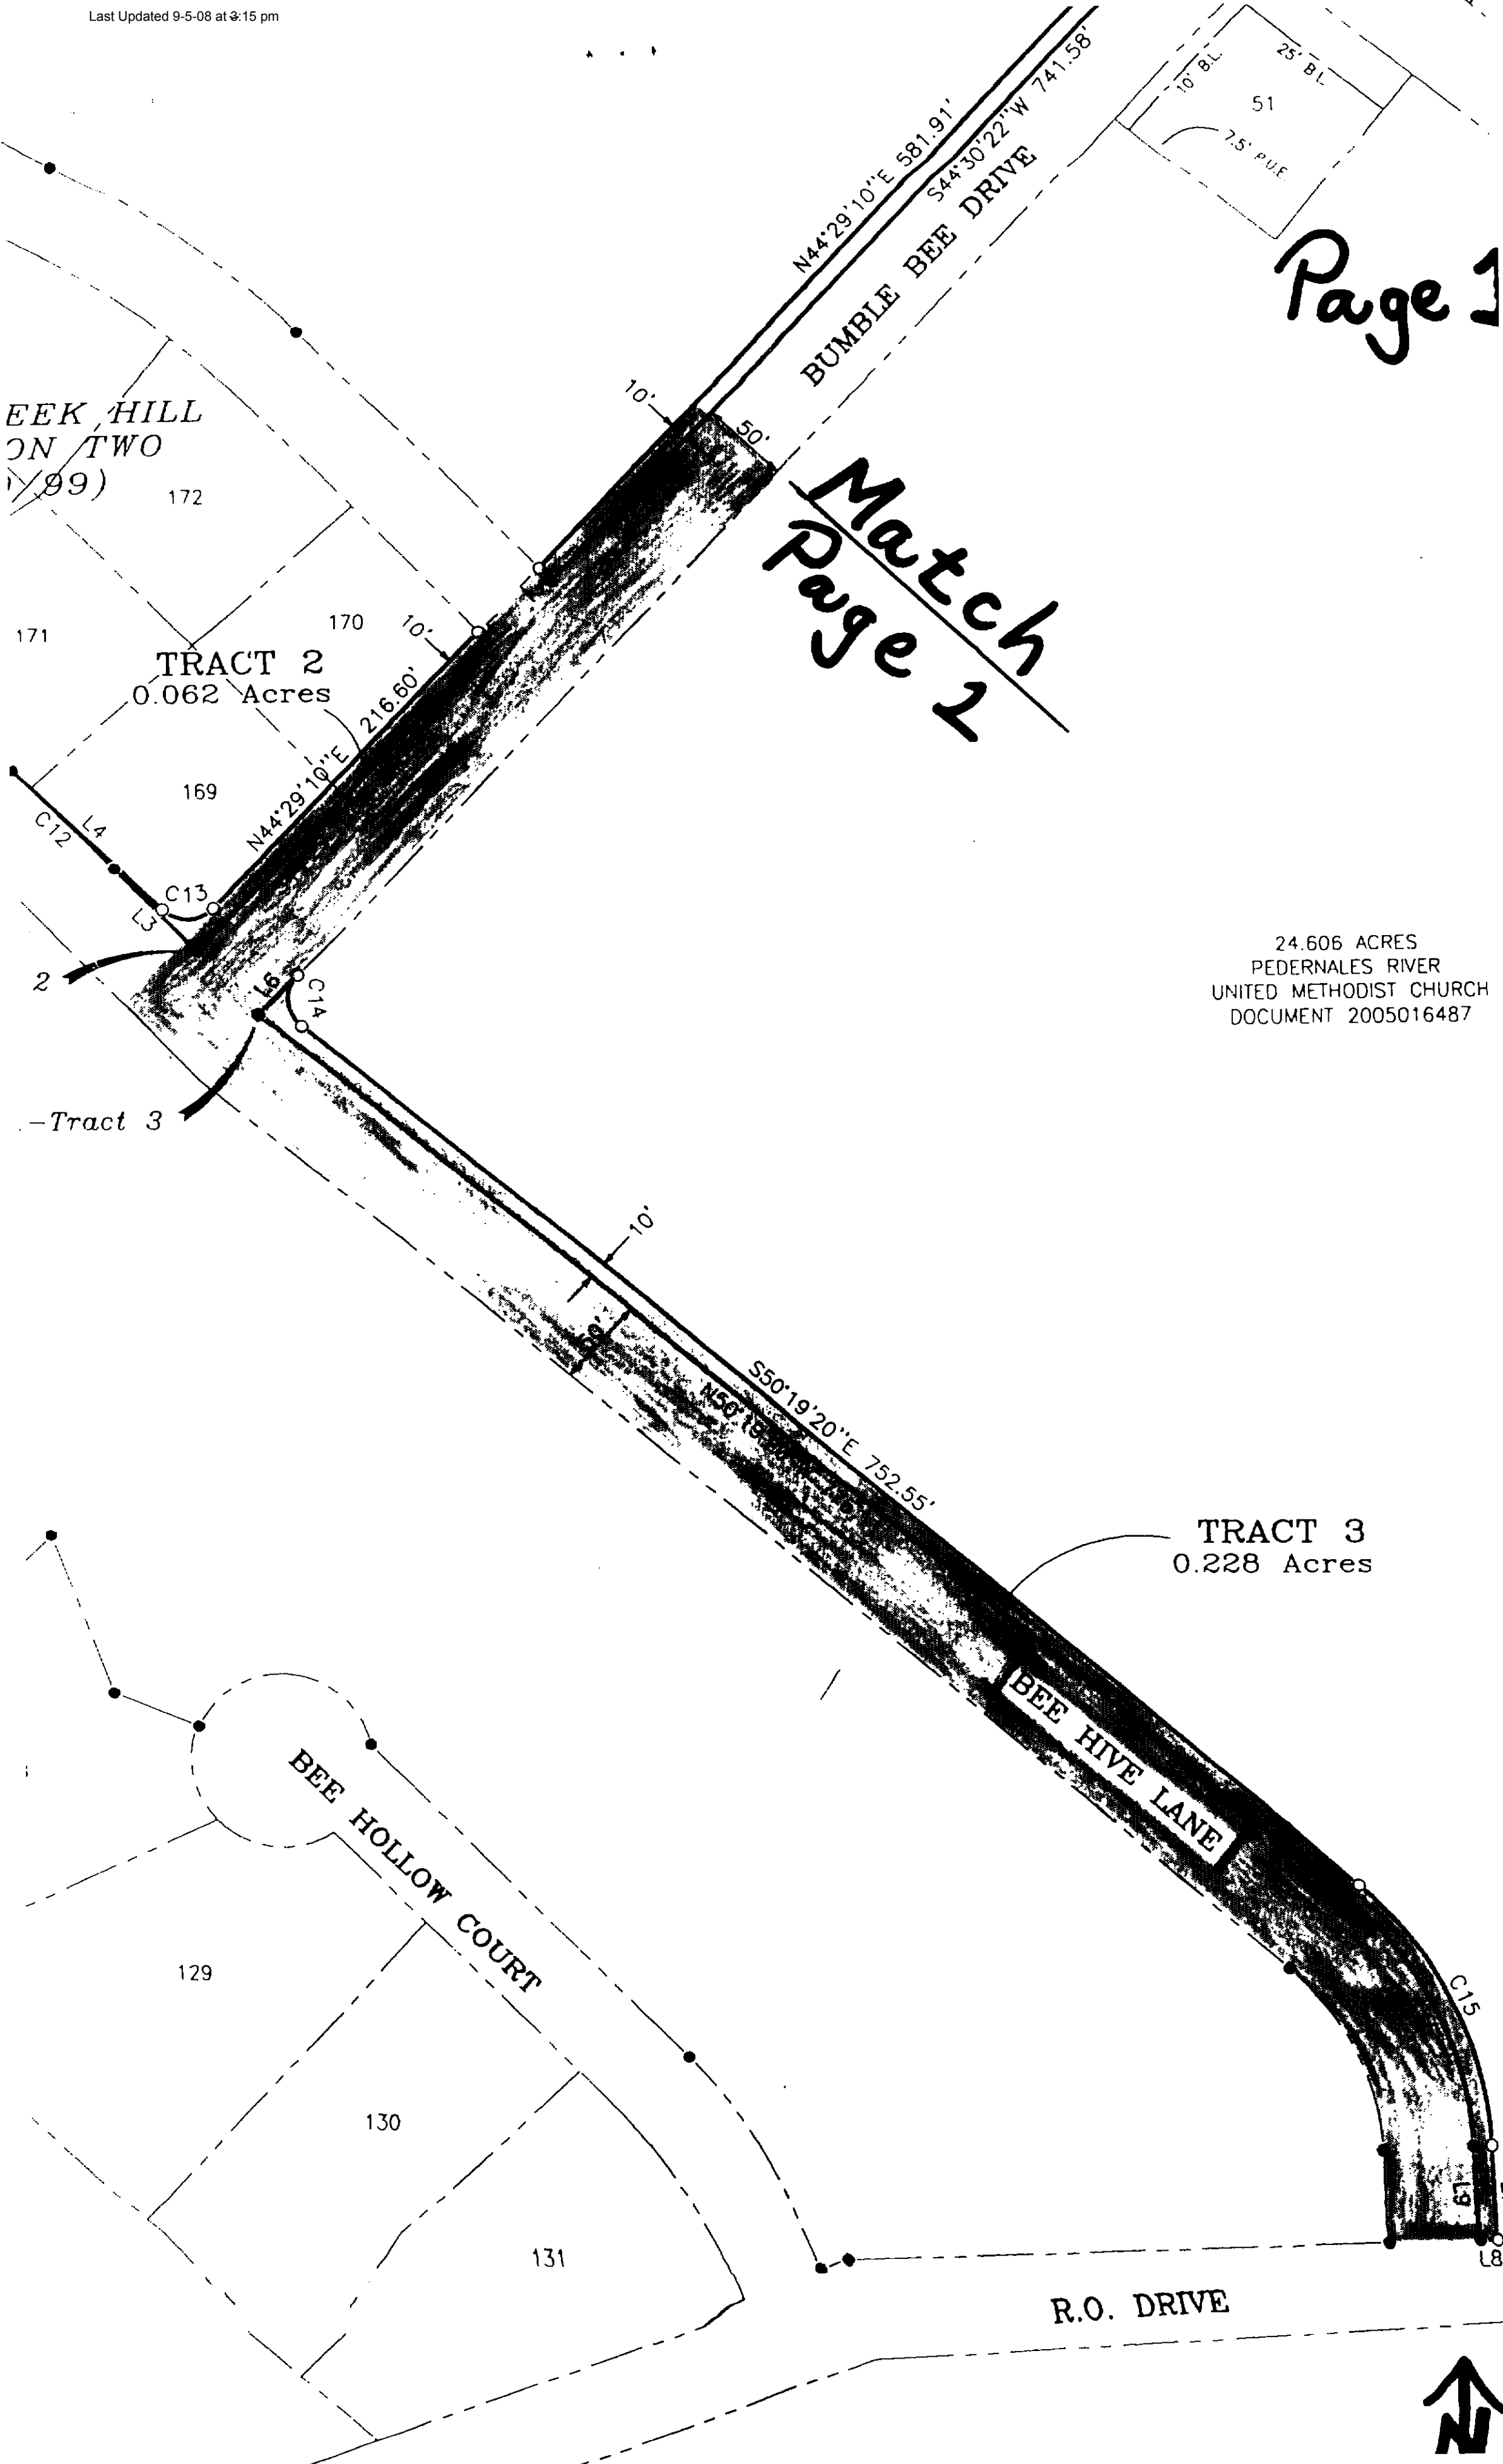 Last Updated 9-5-08 at 3:15 pm
N44°29'10"E 581.91'
S44°30'22"W 741.58'
BUMBLE BEE DRIVE
10' B.L.
25' B.L.
51
7.5' P.U.E.
Page 1
EEK HILL
ON TWO
/99)
172
10'
50'
Match
Page 2
171
170
10'
TRACT 2
0.062 Acres
N44°29'10"E 216.60'
169
C12
L4
C13
L3
2
L6
C14
24.606 ACRES
PEDERNALES RIVER
UNITED METHODIST CHURCH
DOCUMENT 2005016487
.-Tract 3
10'
S50°19'20"E 752.55'
TRACT 3
0.228 Acres
BEE HIVE LANE
BEE HOLLOW COURT
129
C15
130
L9
131
L8
R.O. DRIVE
N